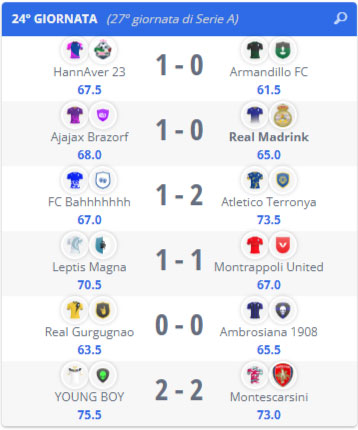 24° GIORNATA (27° giornata di Serie A)
HannAver 23 1 - 0 Armandillo FC
67.5 61.5
Ajajax Brazorf 1 - 0 Real Madrink
68.0 65.0
FC Bahhhhhhh 1 - 2 Atletico Terronya
67.0 73.5
Leptis Magna 1 - 1 Montrappoli United
70.5 67.0
Real Gurgugnao 0 - 0 Ambrosiana 1908
63.5 65.5
YOUNG BOY 2 - 2 Montescarsini
75.5 73.0